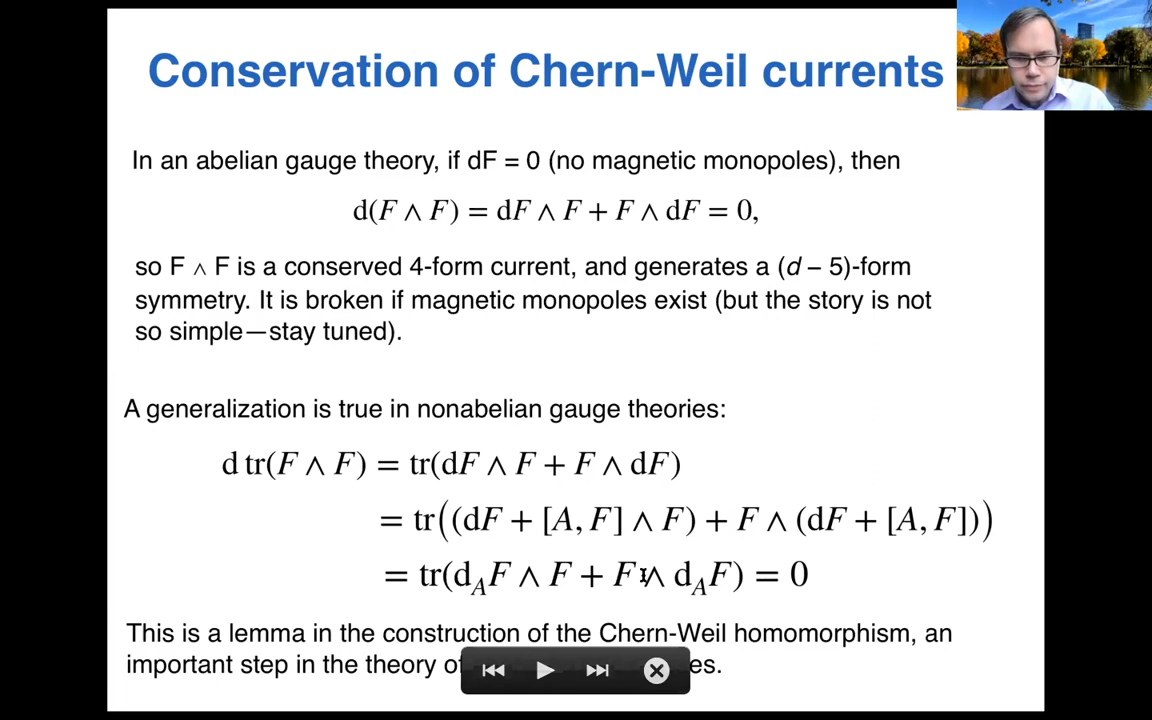 Conservation of Chern-Weil currents
In an abelian gauge theory, if dF = 0 (no magnetic monopoles), then
d(F ∧ F) = dF ∧ F + F ∧ dF = 0,
so F ∧ F is a conserved 4-form current, and generates a (d – 5)-form
symmetry. It is broken if magnetic monopoles exist (but the story is not
so simple—stay tuned).
A generalization is true in nonabelian gauge theories:
d tr(F ∧ F) = tr(dF ∧ F + F ∧ dF)
= tr((dF + [A, F] ∧ F) + F ∧ (dF + [A, F]))
= tr(d_A F ∧ F + F ∧ d_A F) = 0
This is a lemma in the construction of the Chern-Weil homomorphism, an
important step in the theory